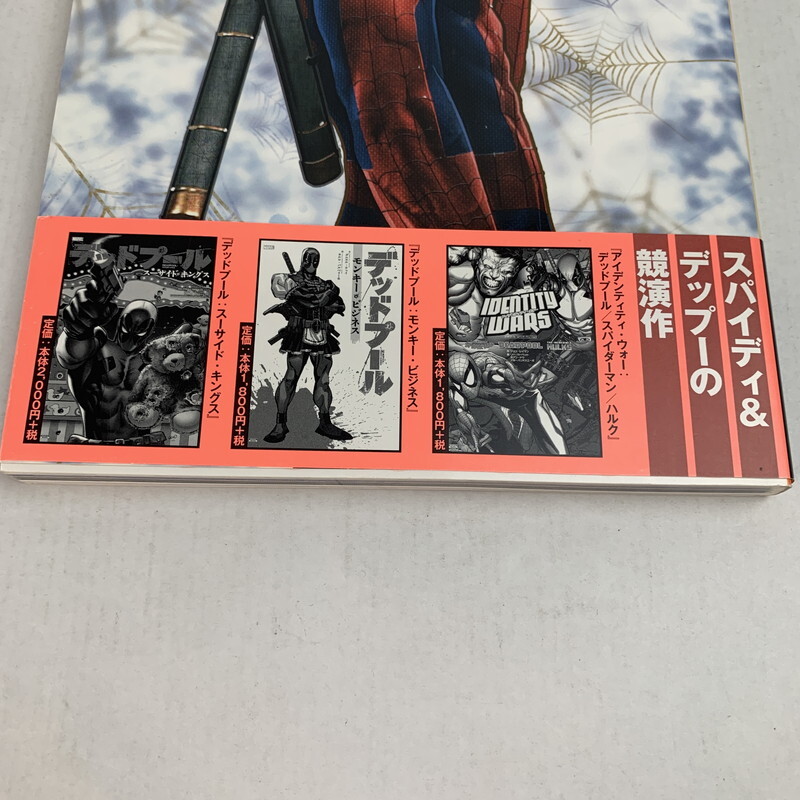 スパイディ&
デップーの
競演作
『アイデンティティ・ウォー:
デッドプール/スパイダーマン/ハルク』
IDENTITY
WARS
DEADPOOL
HULK
定価:本体1,800円+税
『デッドプール:モンキー・ビジネス』
デッドプール
モンキー・ビジネス
定価:本体1,800円+税
『デッドプール:スーサイド・キングス』
デッドプール
スーサイド・キングス
定価:本体2,000円+税